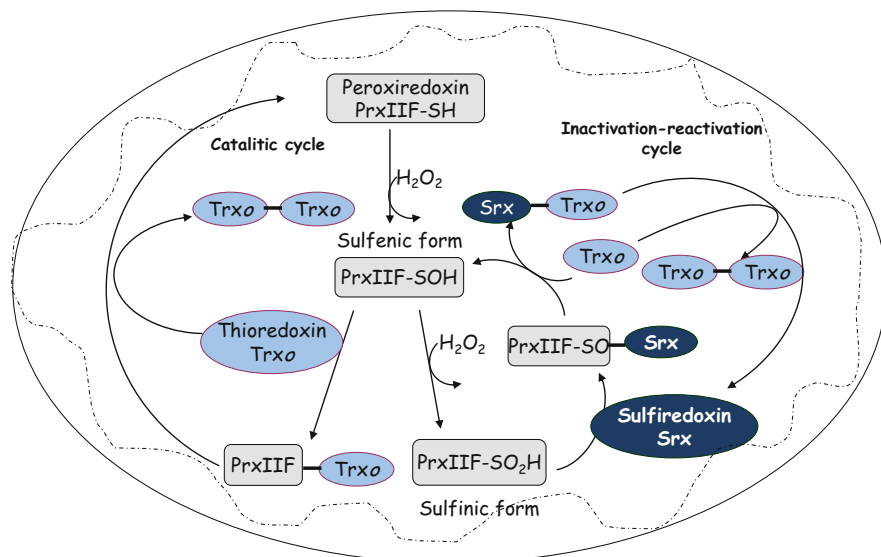 Peroxiredoxin
PrxIIF-SH
Catalitic cycle
Inactivation-reactivation
cycle
H₂O₂
Trxo
Trxo
Srx
Trxo
Sulfenic form
Trxo
Trxo
Trxo
PrxIIF-SOH
Thioredoxin
Trxo
H₂O₂
PrxIIF-SO
Srx
Sulfiredoxin
Srx
PrxIIF
Trxo
PrxIIF-SO₂H
Sulfinic form